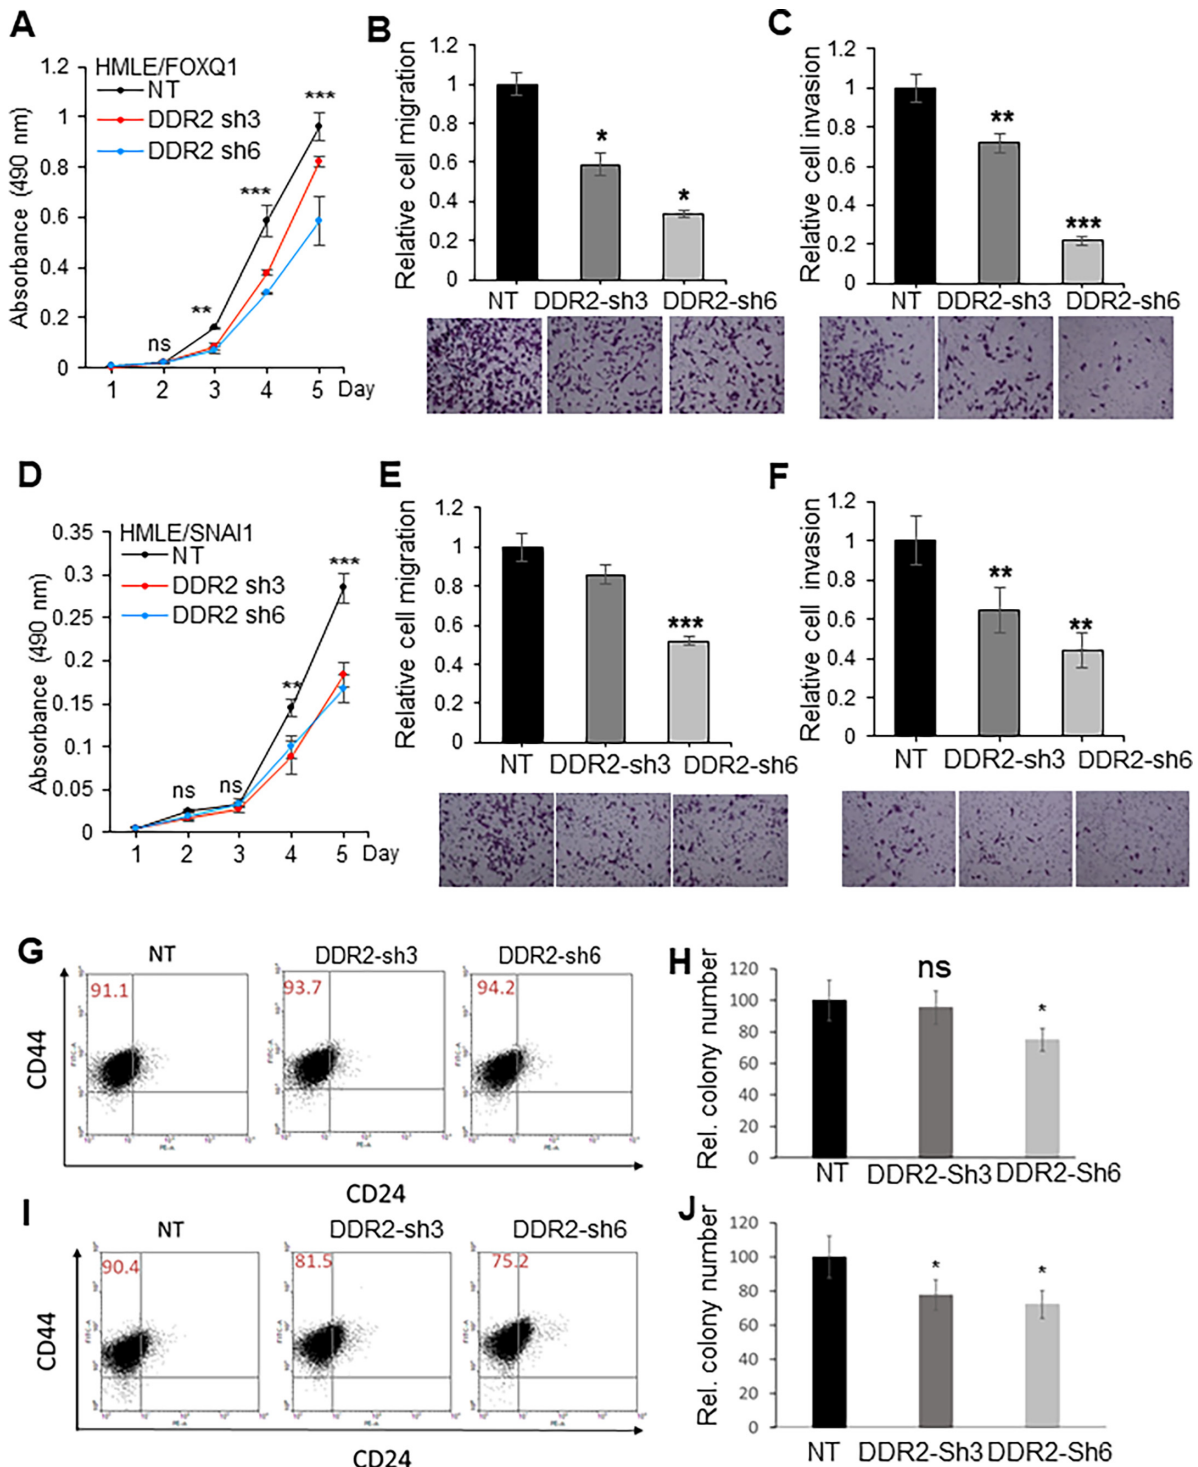 A
HMLE/FOXQ1
NT
DDR2 sh3
DDR2 sh6
Absorbance (490 nm)
1.2
1
0.8
0.6
0.4
0.2
0
ns
**
***
***
1 2 3 4 5 Day
B
Relative cell migration
1.2
1
0.8
0.6
0.4
0.2
0
*
*
NT DDR2-sh3 DDR2-sh6
C
Relative cell invasion
1.2
1
0.8
0.6
0.4
0.2
0
**
***
NT DDR2-sh3 DDR2-sh6
D
HMLE/SNAI1
NT
DDR2 sh3
DDR2 sh6
Absorbance (490 nm)
0.35
0.3
0.25
0.2
0.15
0.1
0.05
0
ns
ns
**
***
1 2 3 4 5 Day
E
Relative cell migration
1.2
1
0.8
0.6
0.4
0.2
0
***
NT DDR2-sh3 DDR2-sh6
F
Relative cell invasion
1.2
1
0.8
0.6
0.4
0.2
0
**
**
NT DDR2-sh3 DDR2-sh6
G
NT DDR2-sh3 DDR2-sh6
91.1 93.7 94.2
CD44
FITC-A
PE-A PE-A PE-A
CD24
H
Rel. colony number
120
100
80
60
40
20
0
ns
*
NT DDR2-Sh3 DDR2-Sh6
I
NT DDR2-sh3 DDR2-sh6
90.4 81.5 75.2
CD44
FITC-A
PE-A PE-A PE-A
CD24
J
Rel. colony number
120
100
80
60
40
20
0
*
*
NT DDR2-Sh3 DDR2-Sh6